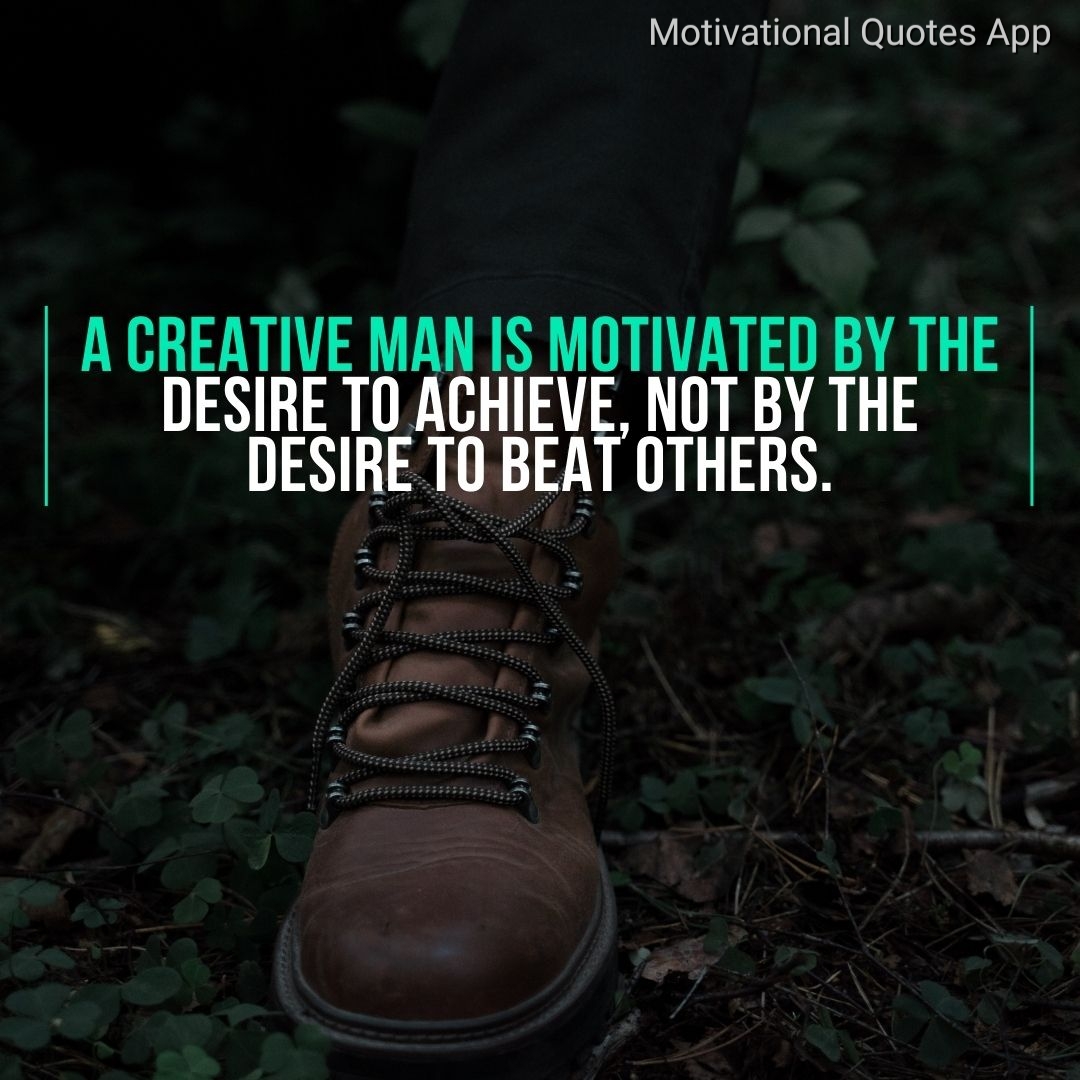 Motivational Quotes App
A CREATIVE MAN IS MOTIVATED BY THE
DESIRE TO ACHIEVE, NOT BY THE
DESIRE TO BEAT OTHERS.